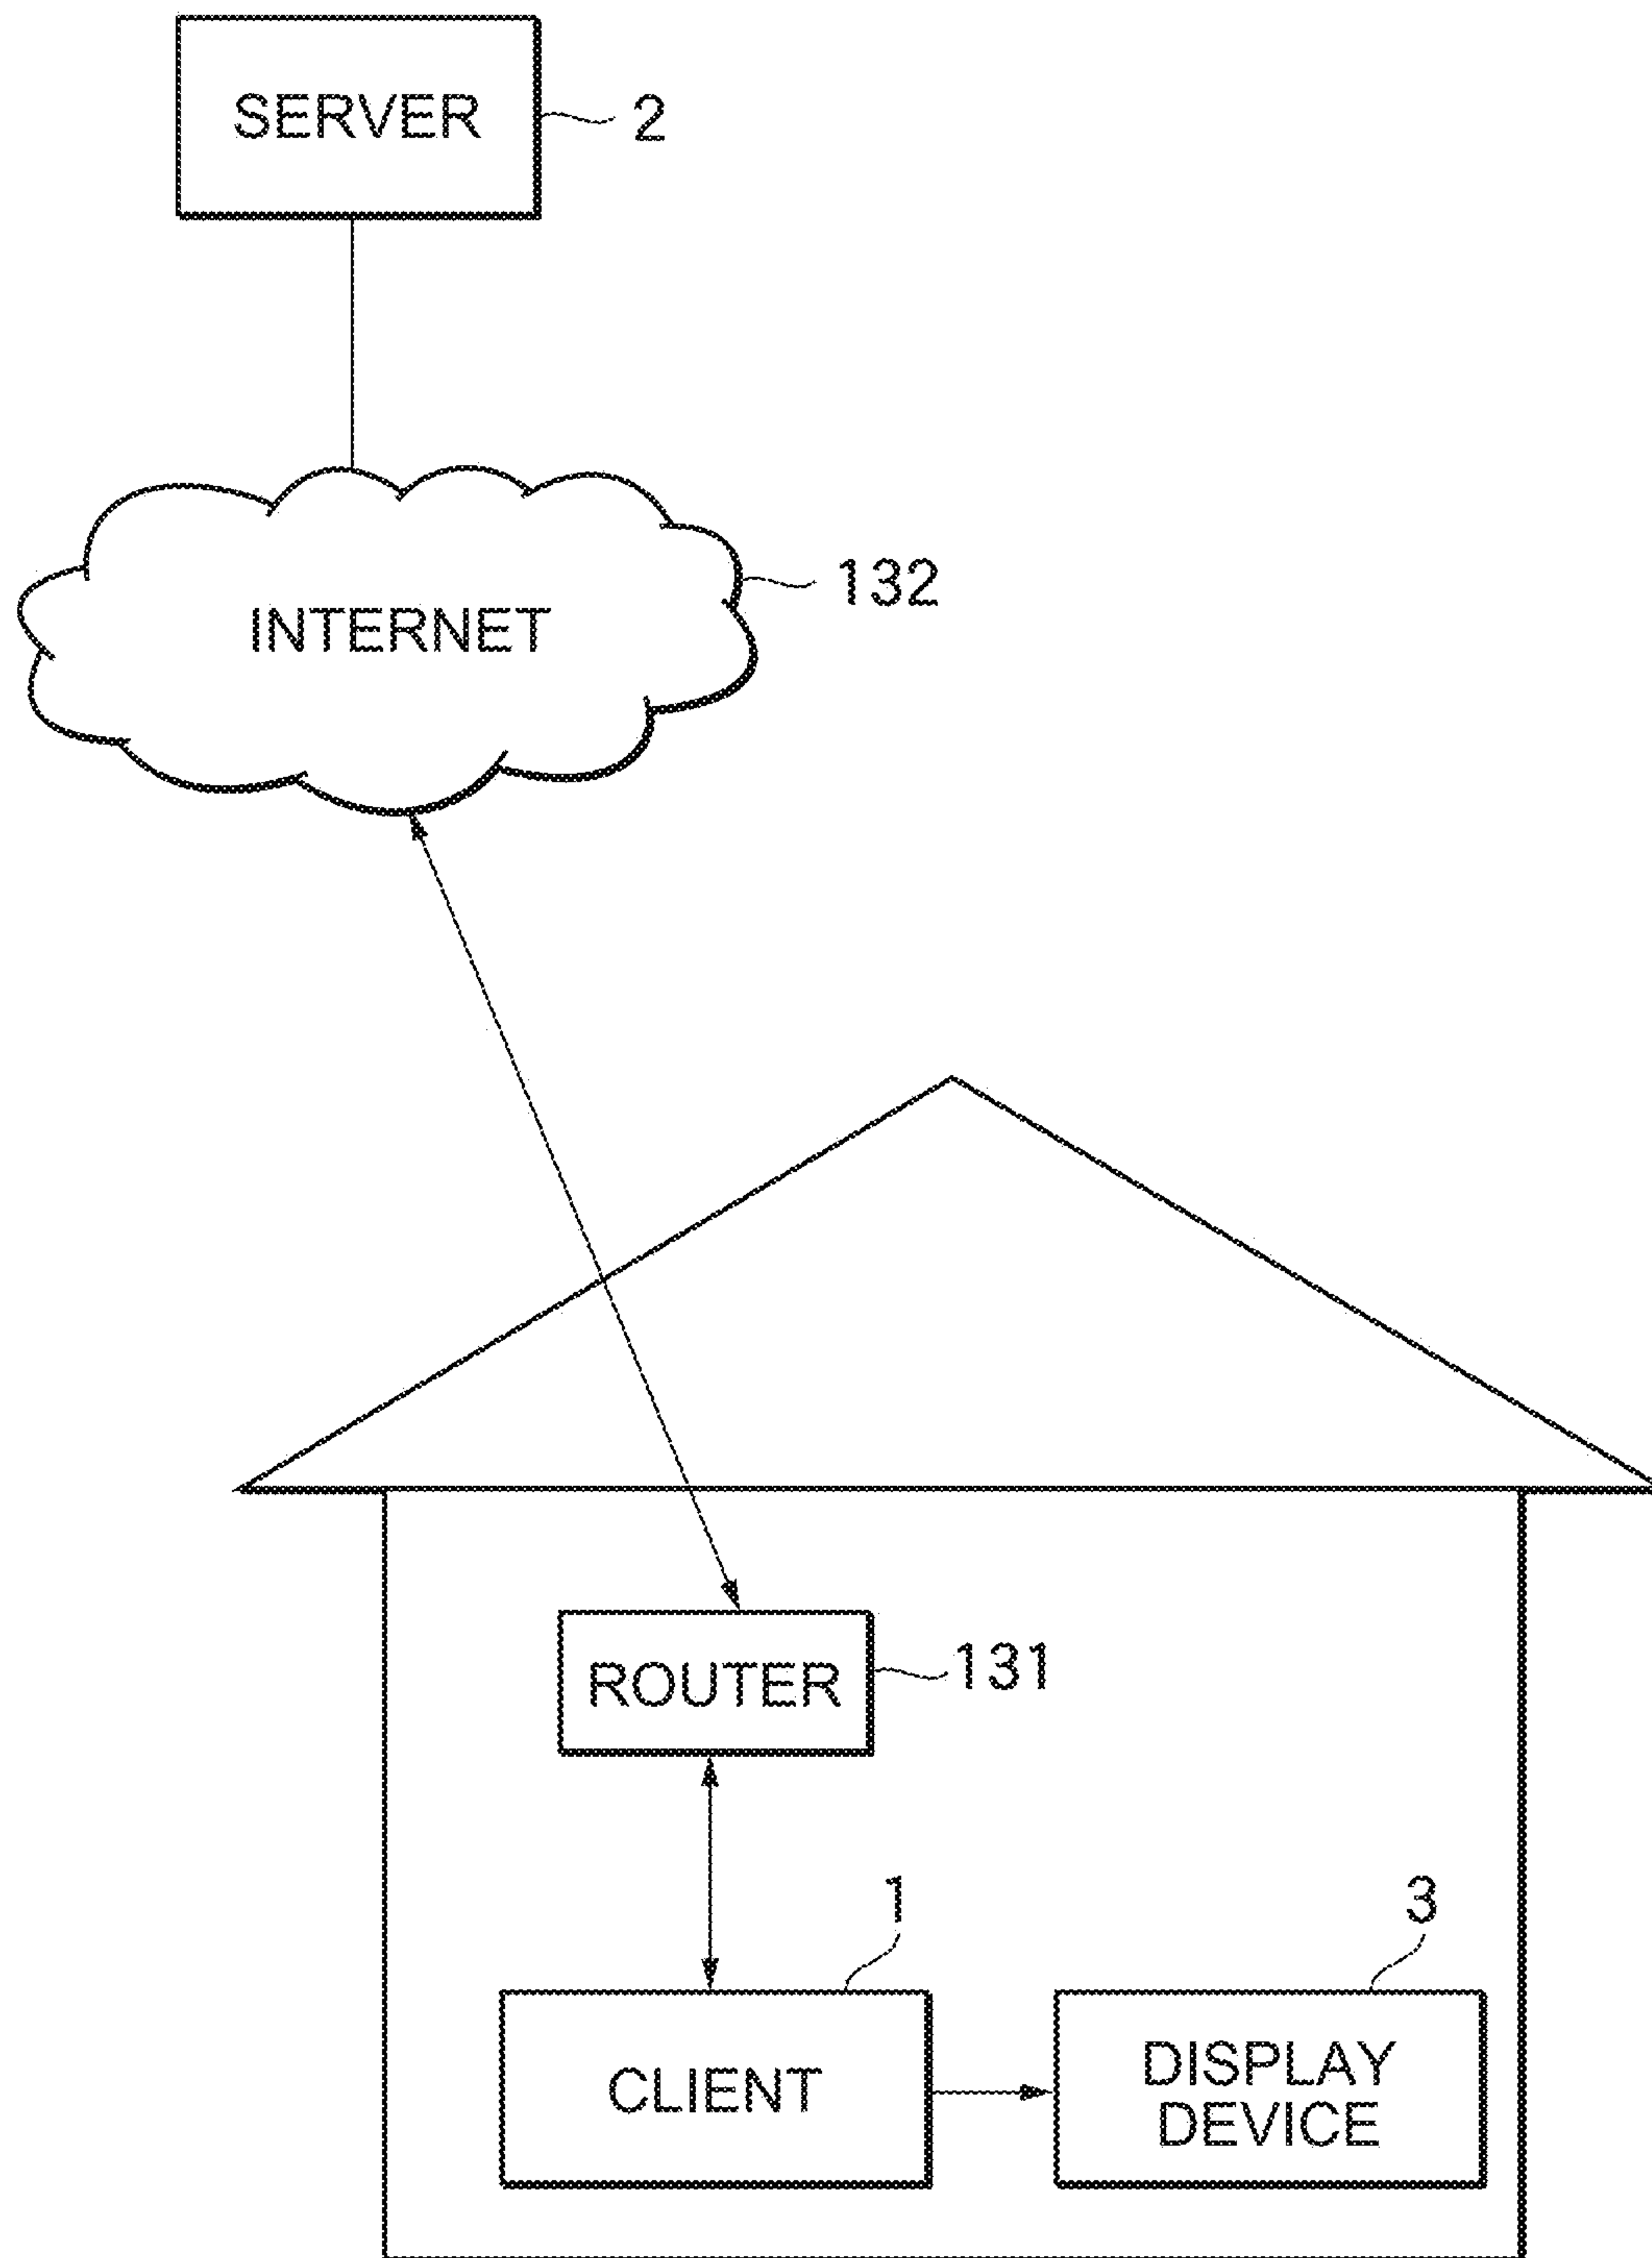 SERVER
2
132
INTERNET
ROUTER
131
1
3
CLIENT
DISPLAY
DEVICE